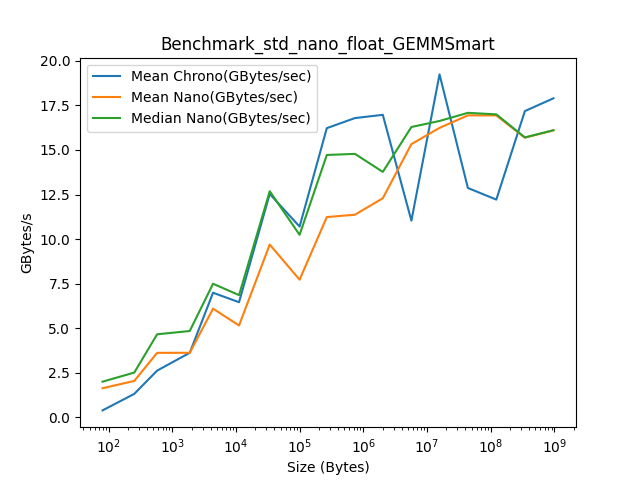 Benchmark_std_nano_float_GEMMSmart
Mean Chrono(GBytes/sec)
Mean Nano(GBytes/sec)
Median Nano(GBytes/sec)
GBytes/s
20.0
17.5
15.0
12.5
10.0
7.5
5.0
2.5
0.0
10² 10³ 10⁴ 10⁵ 10⁶ 10⁷ 10⁸ 10⁹
Size (Bytes)